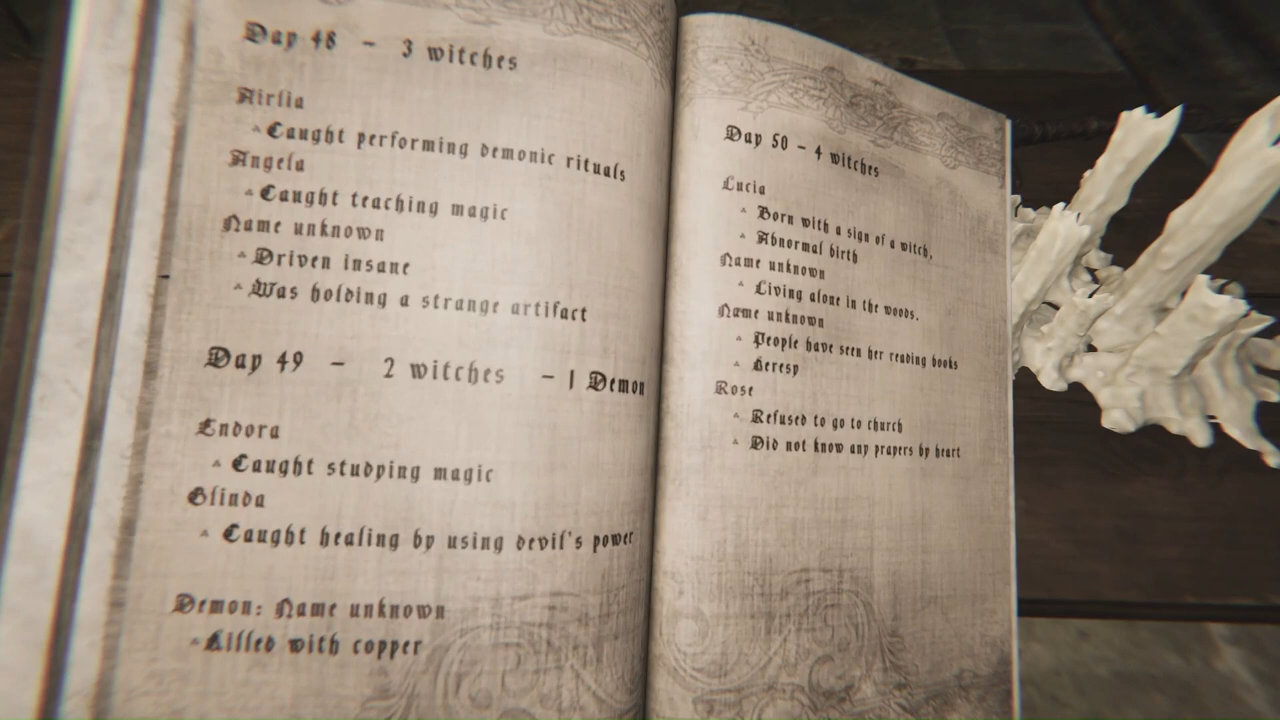 Day 48 - 3 witches
Airlia
Caught performing demonic rituals
Angela
Caught teaching magic
Name unknown
Driven insane
Was holding a strange artifact
Day 49 - 2 witches - 1 Demon
Endora
Caught studying magic
Glinda
Caught healing by using devil's power
Demon: Name unknown
Killed with copper
Day 50 - 4 witches
Lucia
Born with a sign of a witch,
Abnormal birth
Name unknown
Living alone in the woods.
Name unknown
People have seen her reading books
Heresy
Rose
Refused to go to church
Did not know any prayers by heart